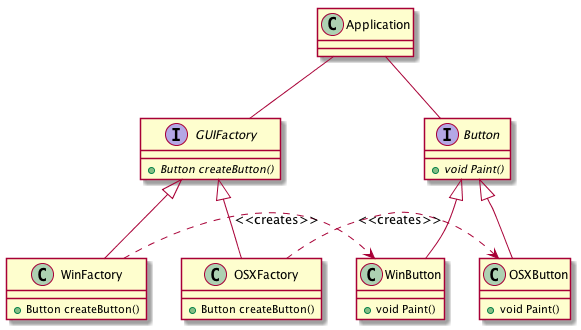 C Application
I GUIFactory
Button createButton()
I Button
void Paint()
<<creates>>
<<creates>>
C WinFactory
Button createButton()
C OSXFactory
Button createButton()
C WinButton
void Paint()
C OSXButton
void Paint()